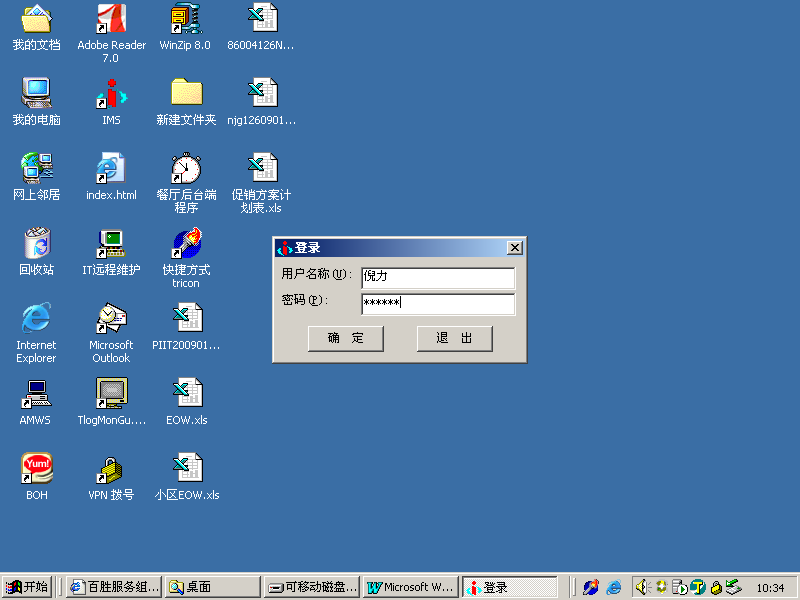 我的文档
Adobe Reader
7.0
WinZip 8.0
86004126N...
我的电脑
IMS
新建文件夹
njg1260901...
网上邻居
index.html
餐厅后台端
程序
促销方案计
划表.xls
回收站
IT远程维护
快捷方式
tricon
Internet
Explorer
Microsoft
Outlook
PIIT200901...
AMWS
TlogMonGu....
EOW.xls
Yum!
BOH
VPN 拨号
小区EOW.xls
登录
用户名称(U):
倪力
密码(P):
******
确 定
退 出
开始
百胜服务组...
桌面
可移动磁盘...
Microsoft W...
登录
10:34